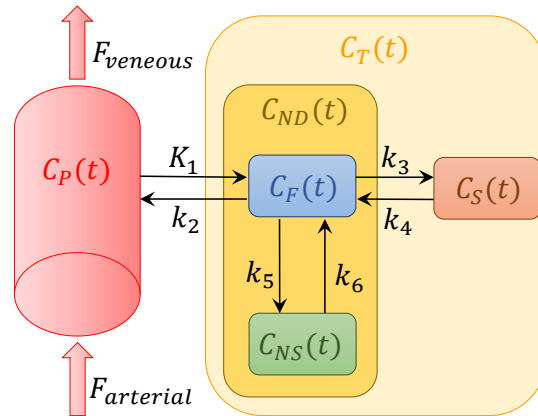 F_veneous
C_T(t)
C_ND(t)
C_P(t)
K_1
C_F(t)
k_3
C_S(t)
k_2
k_4
k_5
k_6
C_NS(t)
F_arterial